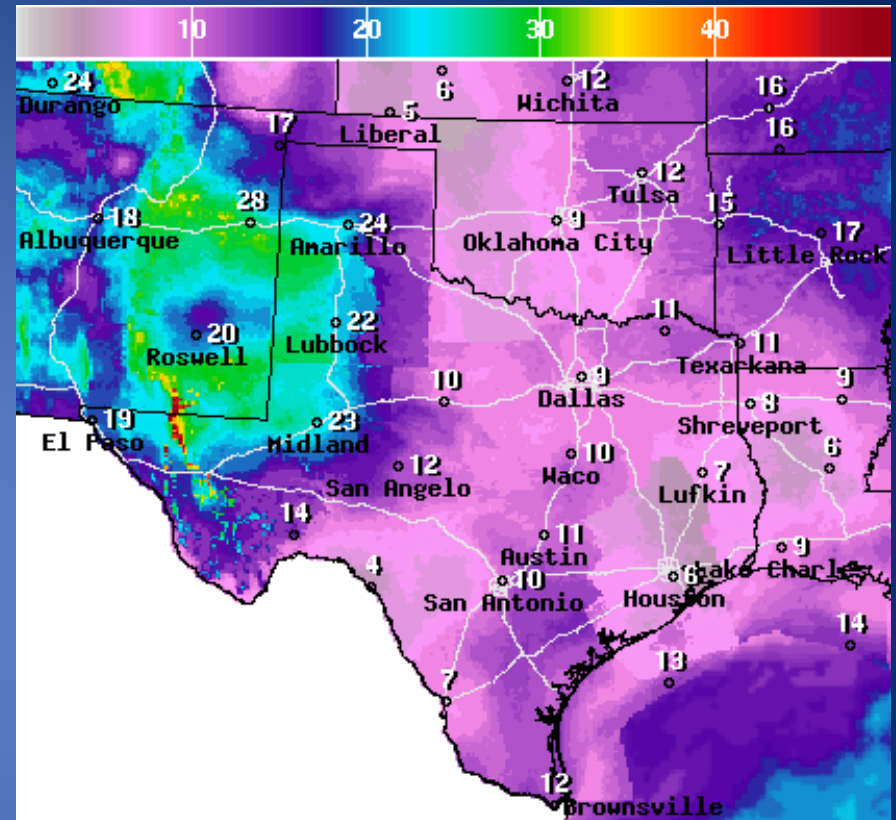 10 20 30 40
24
Durango
6
12
Wichita
16
5
Liberal
17
16
12
Tulsa
28
18
Albuquerque
24
Amarillo
9
Oklahoma City
15
17
Little Rock
20
Roswell
22
Lubbock
11
11
Texarkana
9
Dallas
10
8
Shreveport
9
19
El Paso
23
Midland
12
San Angelo
10
Waco
7
Lufkin
6
14
11
Austin
9
Lake Charles
4
10
San Antonio
Houston
14
13
7
12
Brownsville